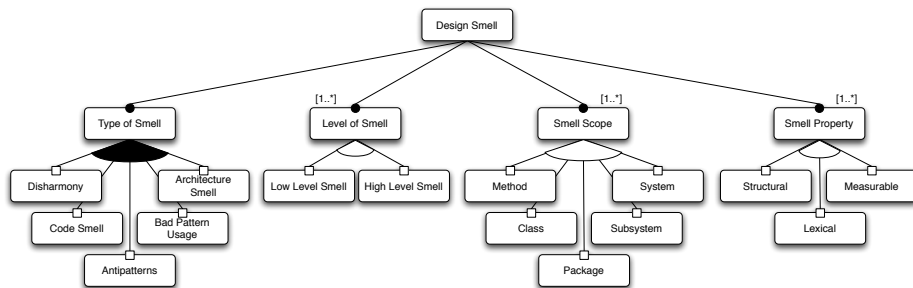 Design Smell
[1..*]
[1..*]
[1..*]
Type of Smell
Level of Smell
Smell Scope
Smell Property
Disharmony
Architecture
Smell
Low Level Smell
High Level Smell
Method
System
Structural
Measurable
Code Smell
Bad Pattern
Usage
Class
Subsystem
Lexical
Antipatterns
Package